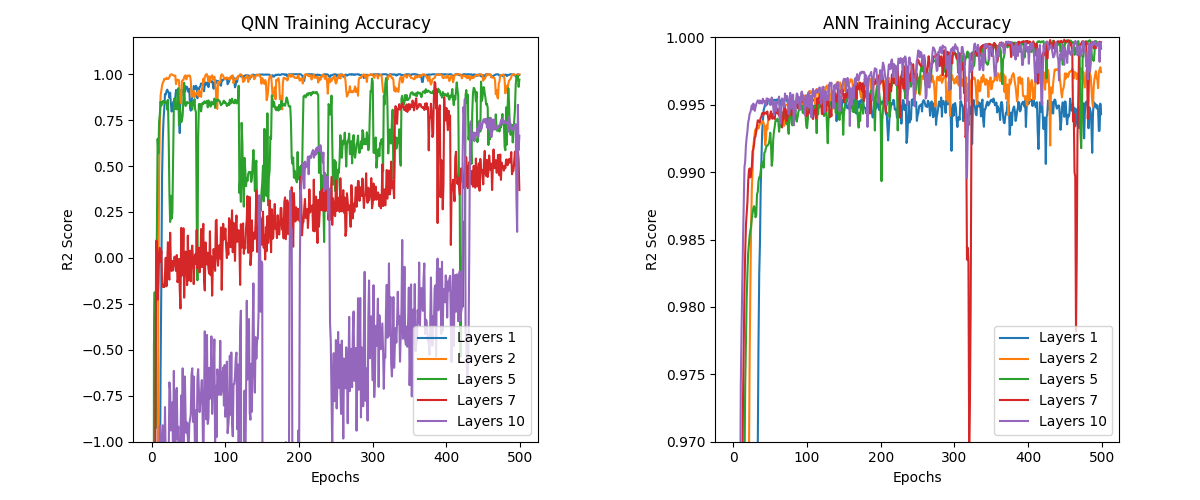 QNN Training Accuracy
R2 Score
1.00
0.75
0.50
0.25
0.00
−0.25
−0.50
−0.75
−1.00
0 100 200 300 400 500
Epochs
Layers 1
Layers 2
Layers 5
Layers 7
Layers 10
ANN Training Accuracy
R2 Score
1.000
0.995
0.990
0.985
0.980
0.975
0.970
0 100 200 300 400 500
Epochs
Layers 1
Layers 2
Layers 5
Layers 7
Layers 10